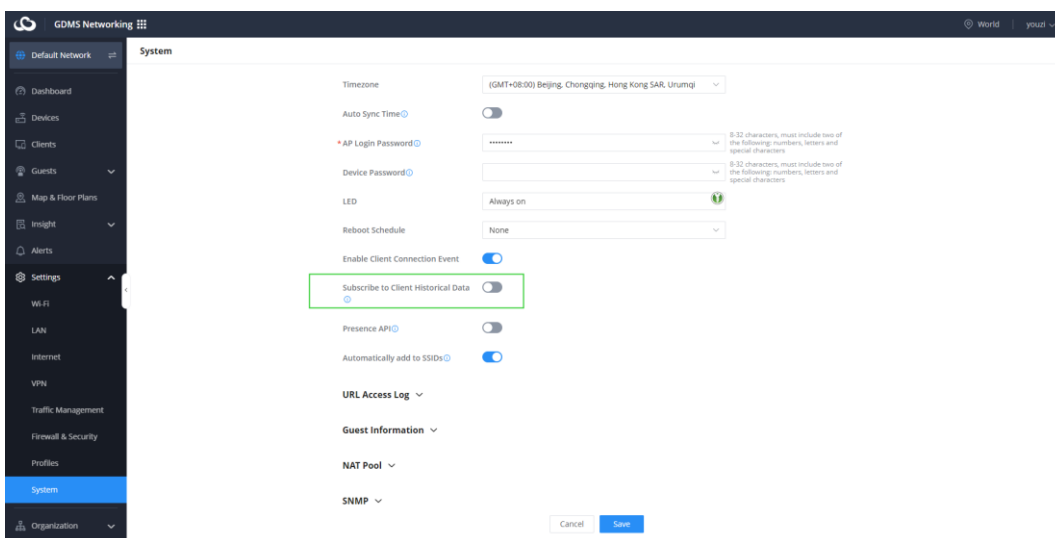 GDMS Networking
World
youzi
Default Network
System
Dashboard
Devices
Clients
Guests
Map & Floor Plans
Insight
Alerts
Settings
Wi-Fi
LAN
Internet
VPN
Traffic Management
Firewall & Security
Profiles
System
Organization
Timezone
(GMT+08:00) Beijing, Chongqing, Hong Kong SAR, Urumqi
Auto Sync Time
* AP Login Password
••••••••
8-32 characters, must include two of
the following: numbers, letters and
special characters
Device Password
8-32 characters, must include two of
the following: numbers, letters and
special characters
LED
Always on
Reboot Schedule
None
Enable Client Connection Event
Subscribe to Client Historical Data
Presence API
Automatically add to SSIDs
URL Access Log
Guest Information
NAT Pool
SNMP
Cancel
Save